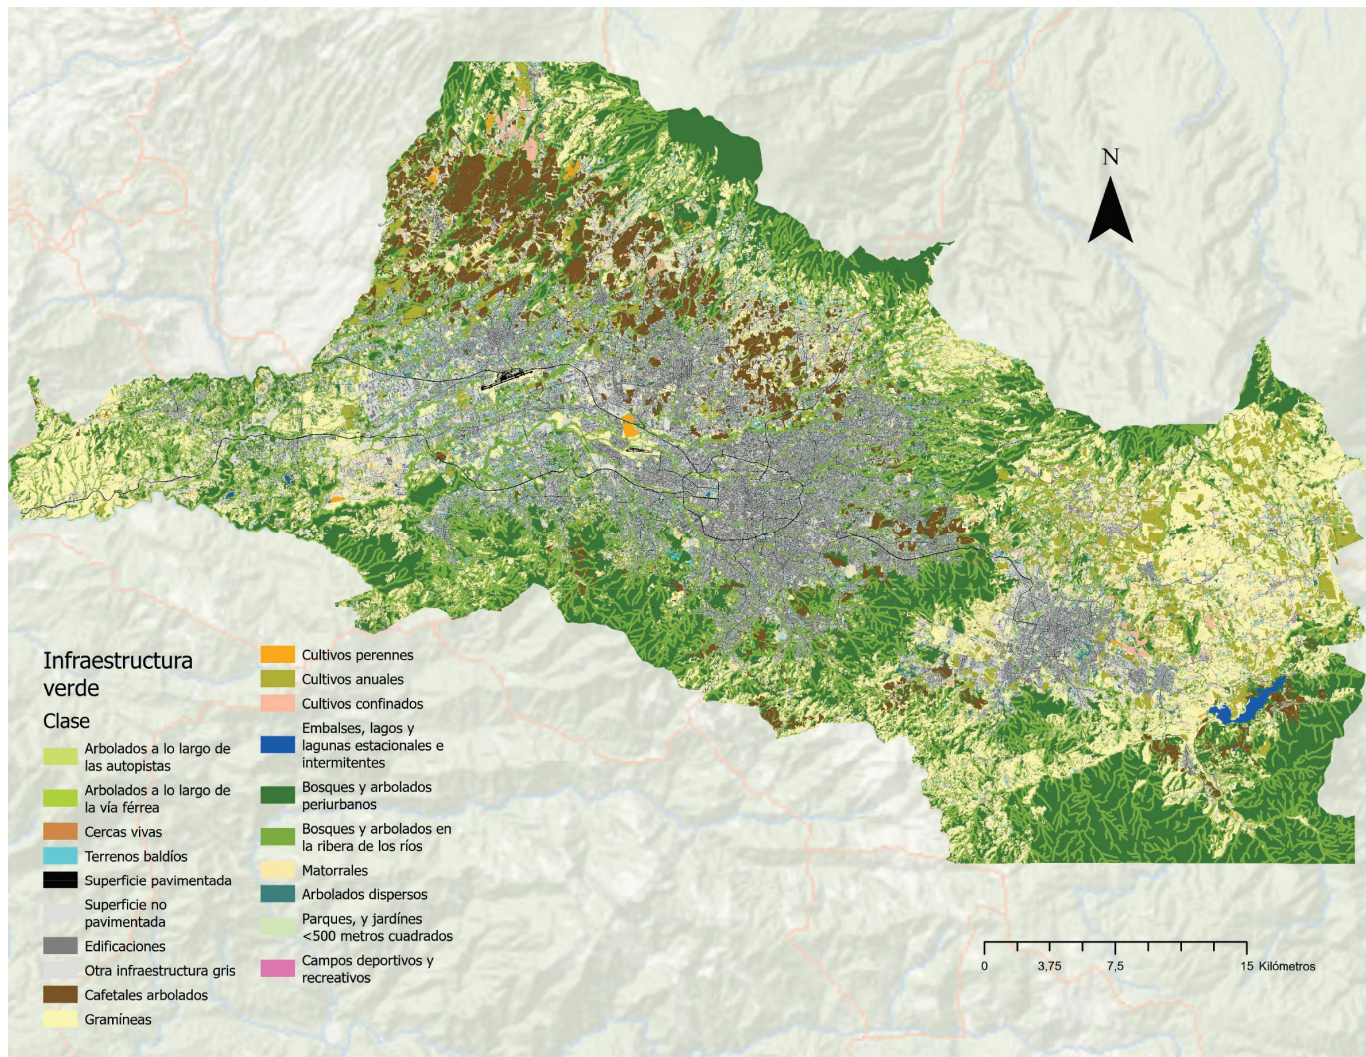 N
Infraestructura
verde
Clase
Arbolados a lo largo de
las autopistas
Arbolados a lo largo de
la vía férrea
Cercas vivas
Terrenos baldíos
Superficie pavimentada
Superficie no
pavimentada
Edificaciones
Otra infraestructura gris
Cafetales arbolados
Gramíneas
Cultivos perennes
Cultivos anuales
Cultivos confinados
Embalses, lagos y
lagunas estacionales e
intermitentes
Bosques y arbolados
periurbanos
Bosques y arbolados en
la ribera de los ríos
Matorrales
Arbolados dispersos
Parques, y jardínes
<500 metros cuadrados
Campos deportivos y
recreativos
0 3,75 7,5 15 Kilómetros